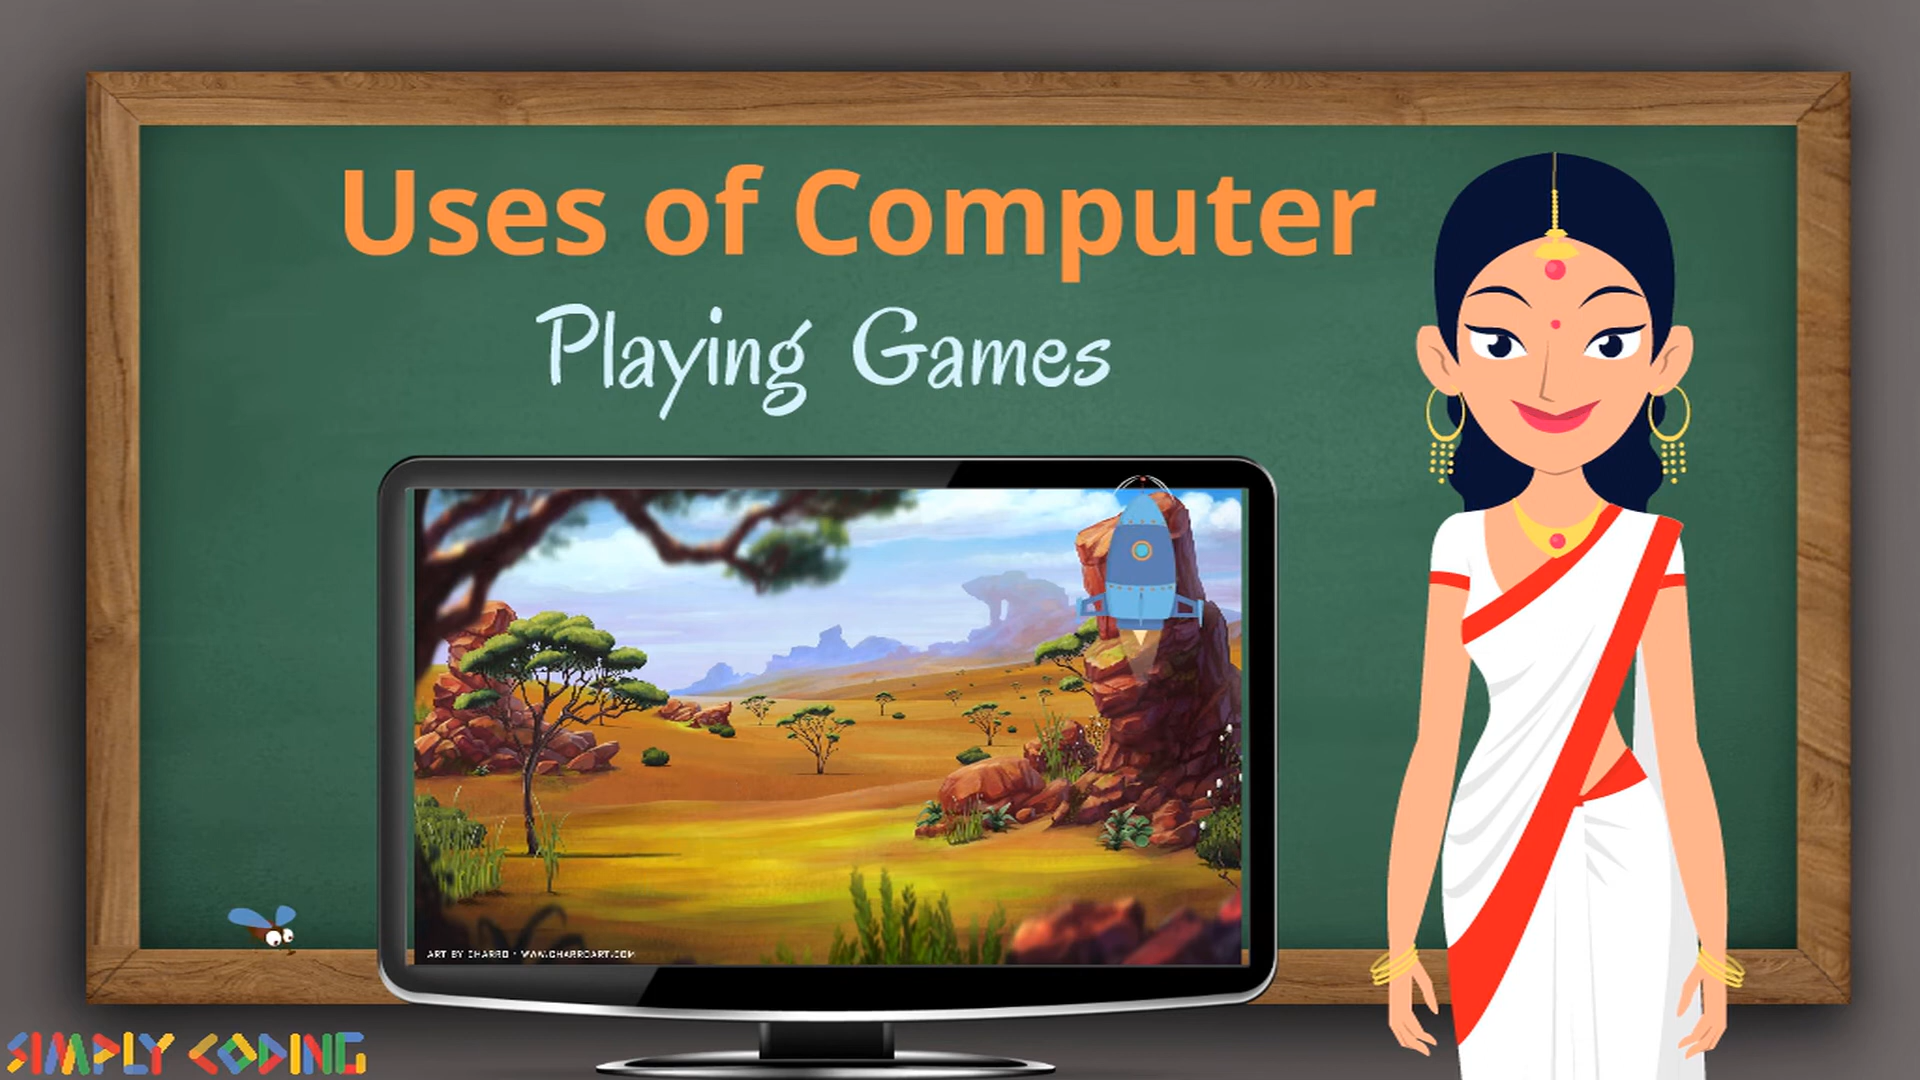 Uses of Computer
Playing Games
ART BY CHARRO • WWW.CHARROART.COM
SIMPLY CODING